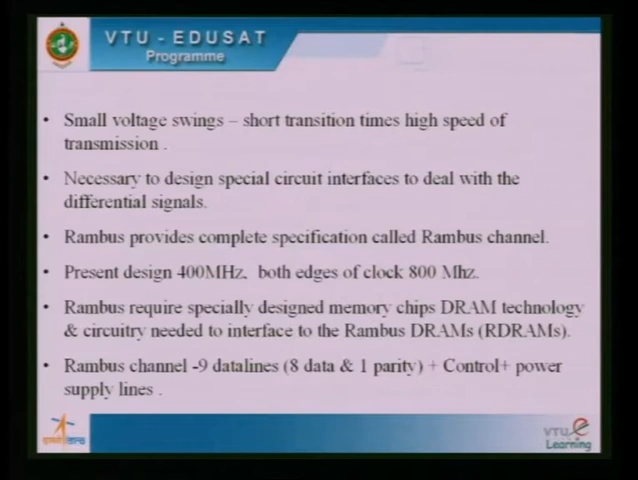 VTU - EDUSAT
Programme
• Small voltage swings – short transition times high speed of
transmission .
• Necessary to design special circuit interfaces to deal with the
differential signals.
• Rambus provides complete specification called Rambus channel.
• Present design 400MHz, both edges of clock 800 Mhz.
• Rambus require specially designed memory chips DRAM technology
& circuitry needed to interface to the Rambus DRAMs (RDRAMs).
• Rambus channel -9 datalines (8 data & 1 parity) + Control+ power
supply lines .
VTU e
Learning